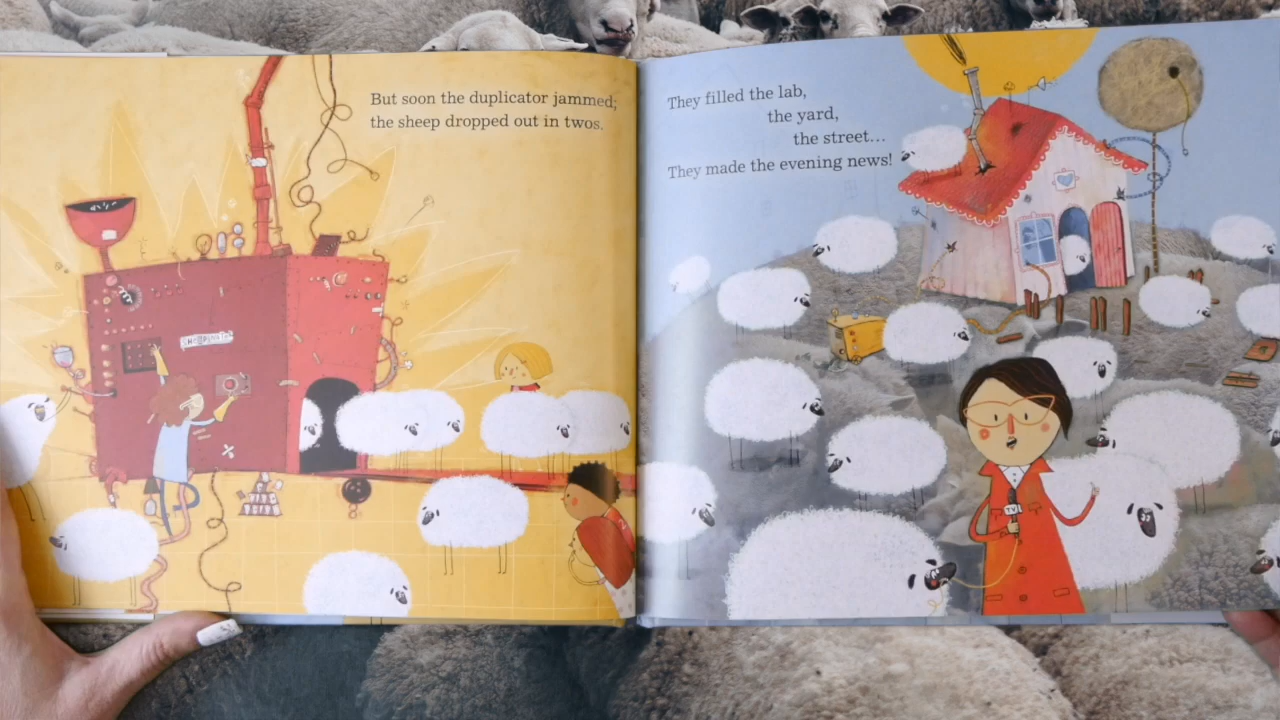 But soon the duplicator jammed;
the sheep dropped out in twos.
They filled the lab,
the yard,
the street...
They made the evening news!
TV